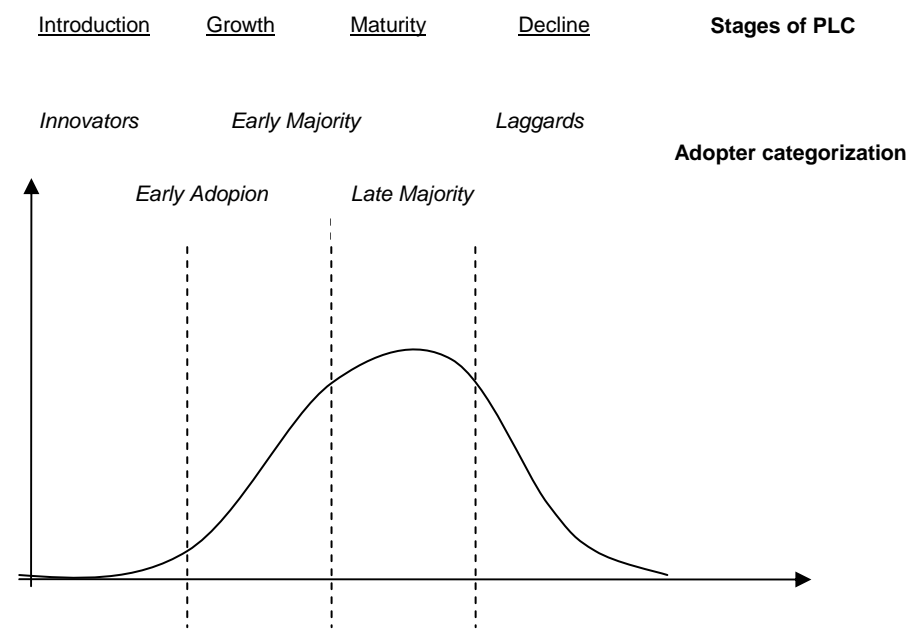 Introduction Growth Maturity Decline Stages of PLC
Innovators Early Majority Laggards
Adopter categorization
Early Adopion Late Majority